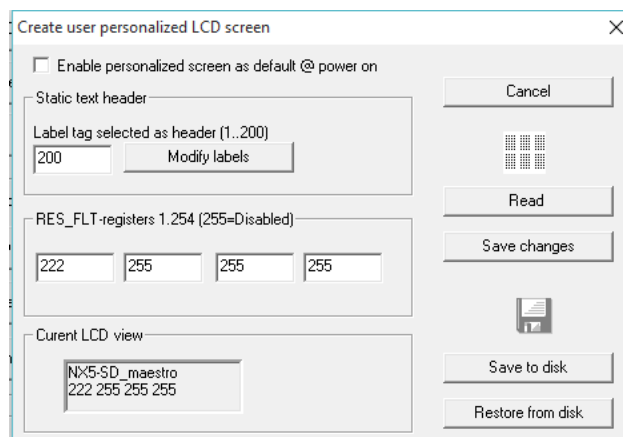 Create user personalized LCD screen
Enable personalized screen as default @ power on
Static text header
Label tag selected as header (1..200)
200
Modify labels
RES_FLT-registers 1.254 (255=Disabled)
222 255 255 255
Curent LCD view
NX5-SD_maestro
222 255 255 255
Cancel
Read
Save changes
Save to disk
Restore from disk